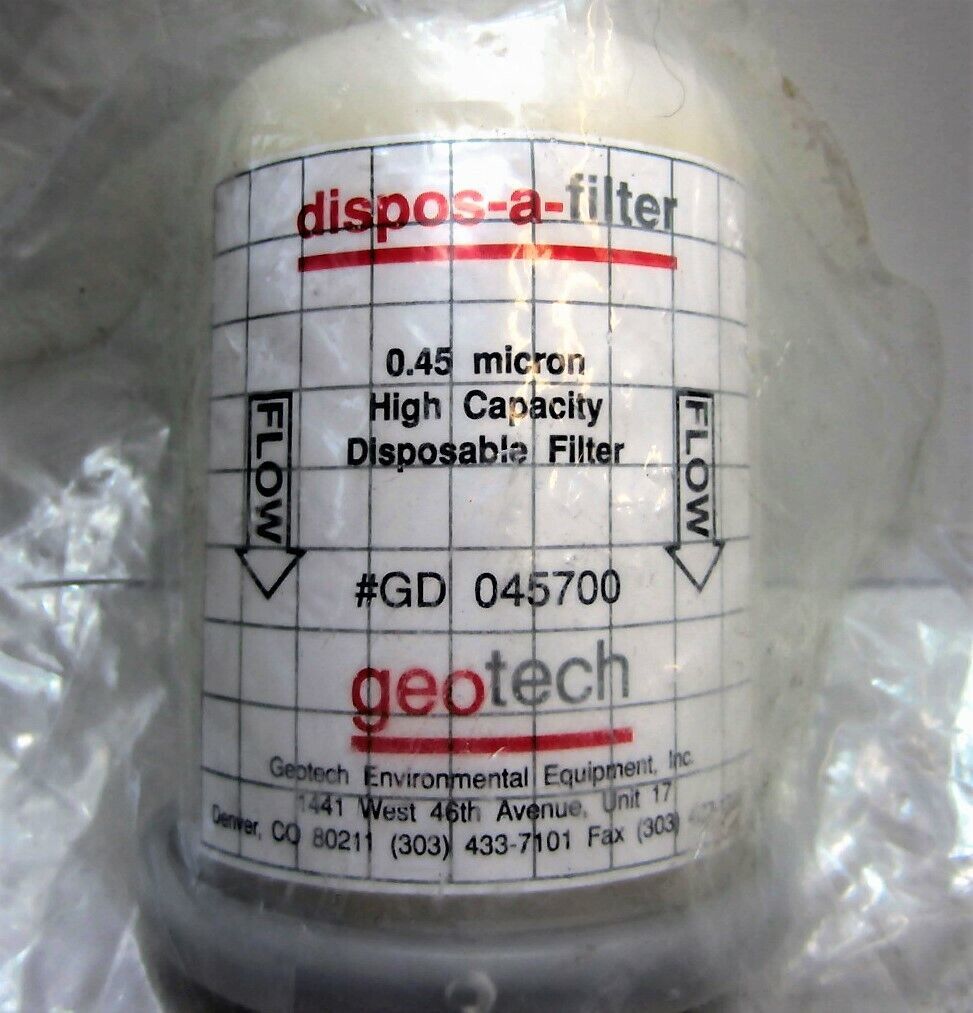 dispos-a-filter
0.45 micron
High Capacity
Disposable Filter
FLOW
FLOW
#GD 045700
geotech
Geotech Environmental Equipment, Inc.
1441 West 46th Avenue, Unit 17
Denver, CO 80211 (303) 433-7101 Fax (303)